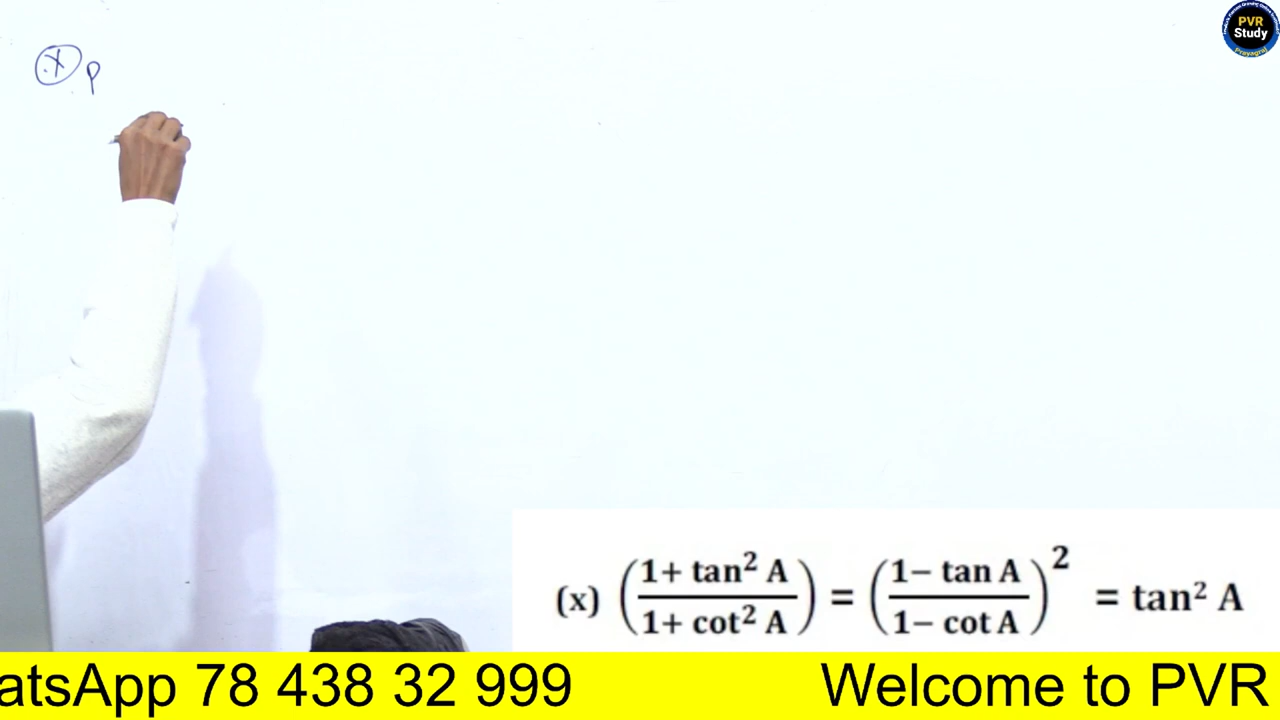 PVR
Study
Prayagraj
(x) p
(x) (1+ tan² A / 1+ cot² A) = (1− tan A / 1− cot A)² = tan² A
atsApp 78 438 32 999 Welcome to PVR